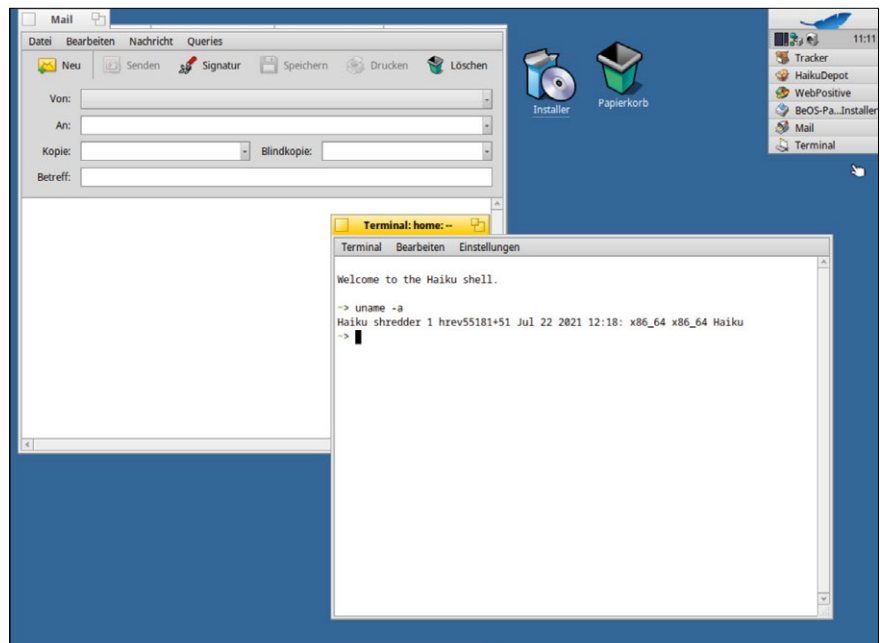 Mail
Datei Bearbeiten Nachricht Queries
Neu Senden Signatur Speichern Drucken Löschen
Von:
An:
Kopie: Blindkopie:
Betreff:
Installer
Papierkorb
11:11
Tracker
HaikuDepot
WebPositive
BeOS-Pa...Installer
Mail
Terminal
Terminal: home: --
Terminal Bearbeiten Einstellungen
Welcome to the Haiku shell.
~> uname -a
Haiku shredder 1 hrev55181+51 Jul 22 2021 12:18: x86_64 x86_64 Haiku
~>